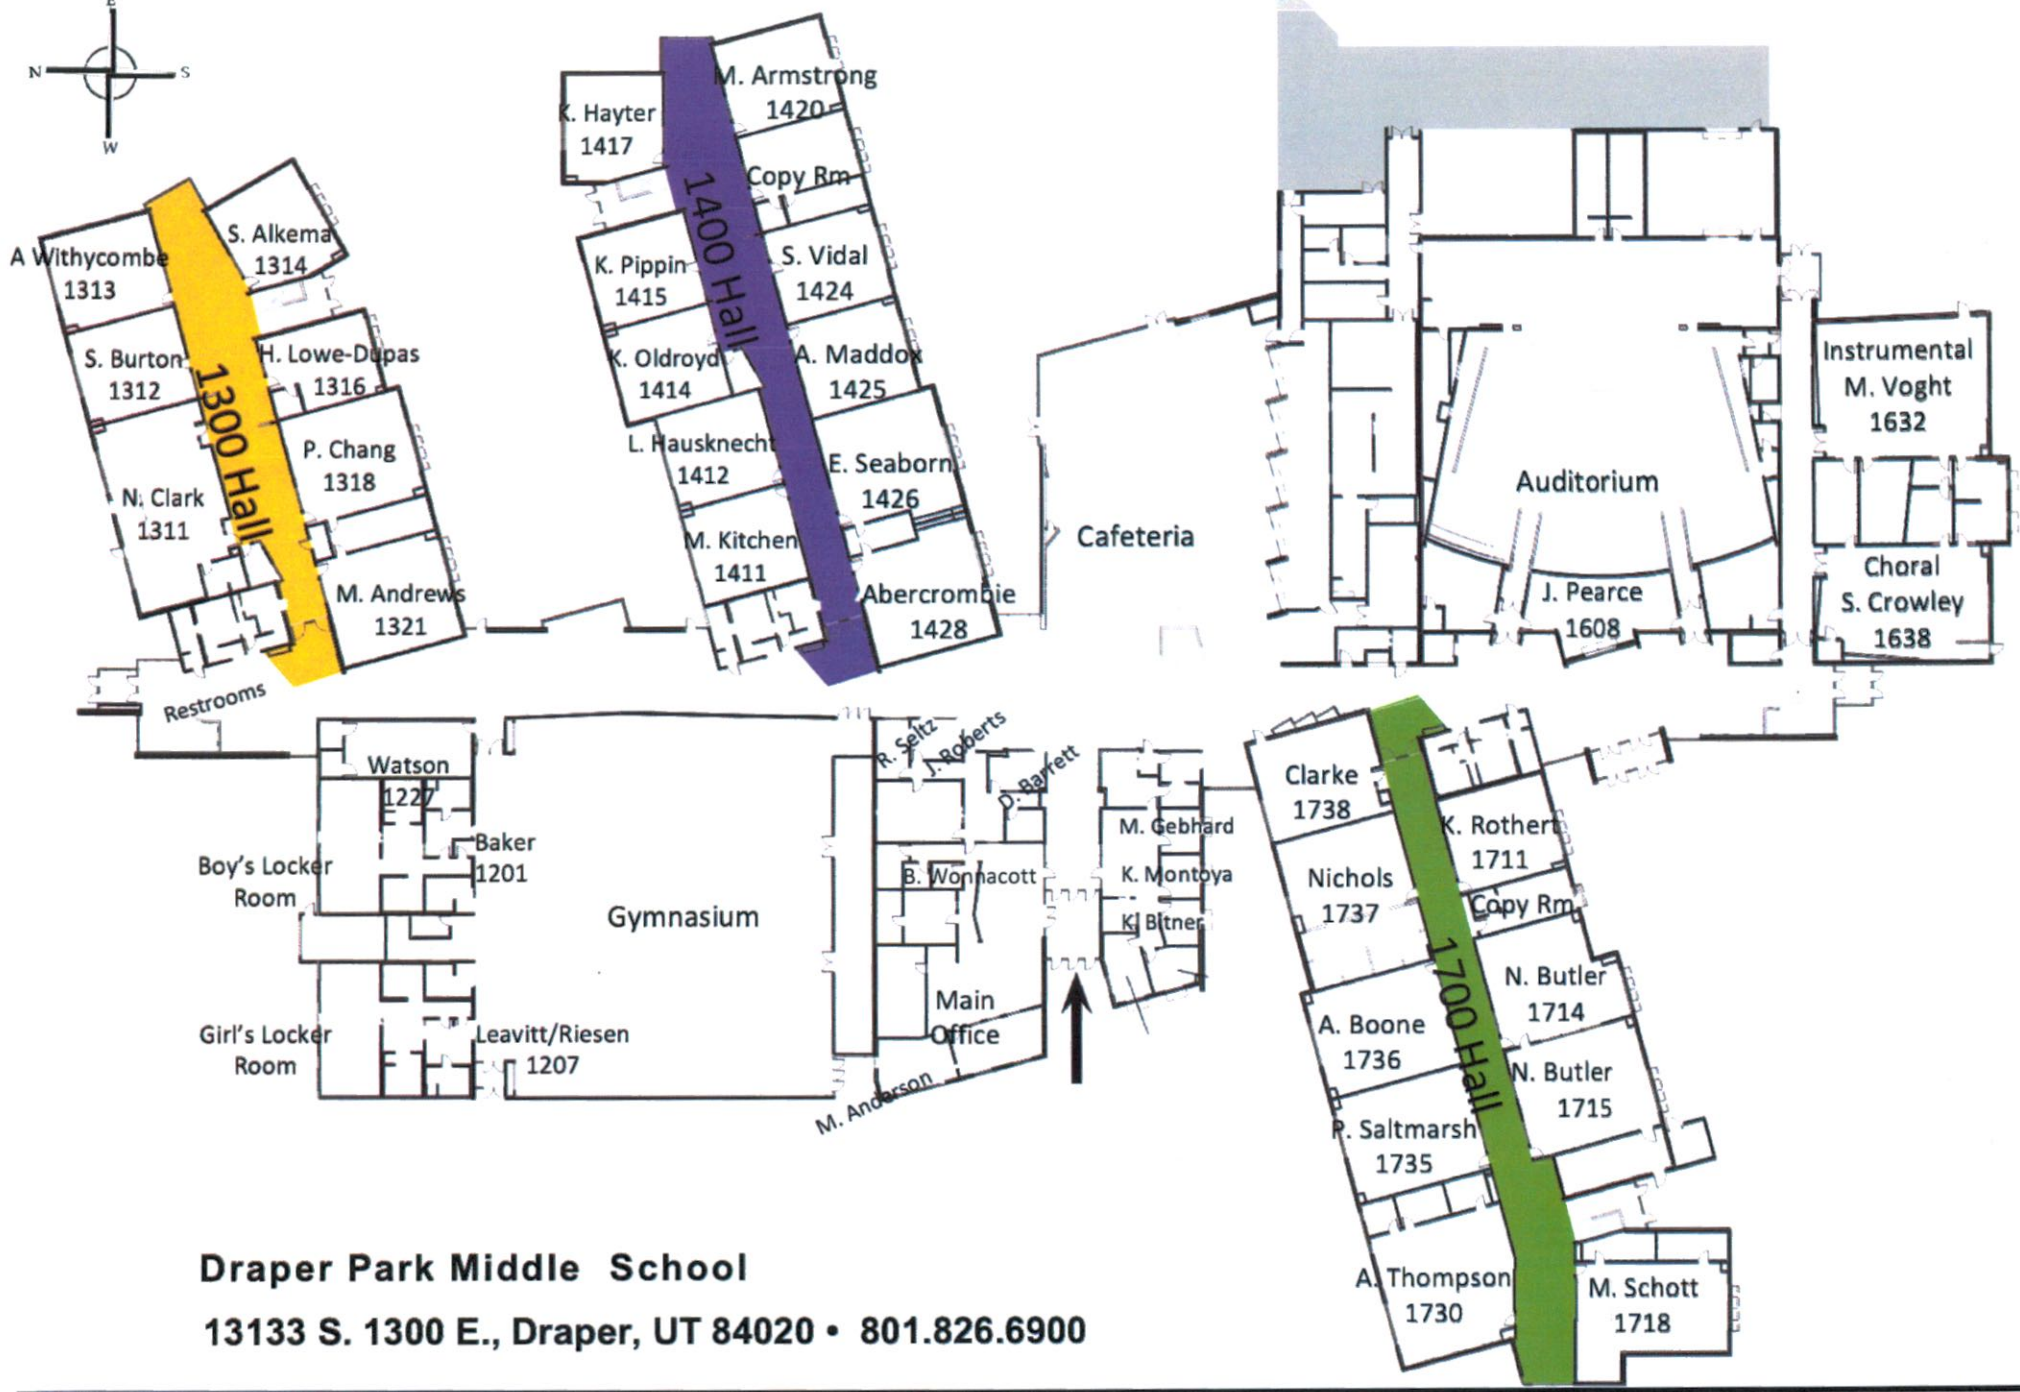 E
N
S
W
A Withycombe
1313
S. Alkema
1314
S. Burton
1312
H. Lowe-Dupas
1316
N. Clark
1311
P. Chang
1318
M. Andrews
1321
1300 Hall
K. Hayter
1417
M. Armstrong
1420
Copy Rm
K. Pippin
1415
S. Vidal
1424
K. Oldroyd
1414
A. Maddox
1425
L. Hausknecht
1412
E. Seaborn
1426
M. Kitchen
1411
Abercrombie
1428
1400 Hall
Cafeteria
Auditorium
J. Pearce
1608
Instrumental
M. Voght
1632
Choral
S. Crowley
1638
Restrooms
Watson
1227
Baker
1201
Boy's Locker
Room
Girl's Locker
Room
Leavitt/Riesen
1207
Gymnasium
R. Seltz
J. Roberts
D. Barrett
B. Wonnacott
Main
Office
M. Anderson
M. Gebhard
K. Montoya
K. Bitner
Clarke
1738
K. Rothert
1711
Nichols
1737
Copy Rm
N. Butler
1714
A. Boone
1736
N. Butler
1715
P. Saltmarsh
1735
A. Thompson
1730
M. Schott
1718
1700 Hall
Draper Park Middle School
13133 S. 1300 E., Draper, UT 84020 • 801.826.6900